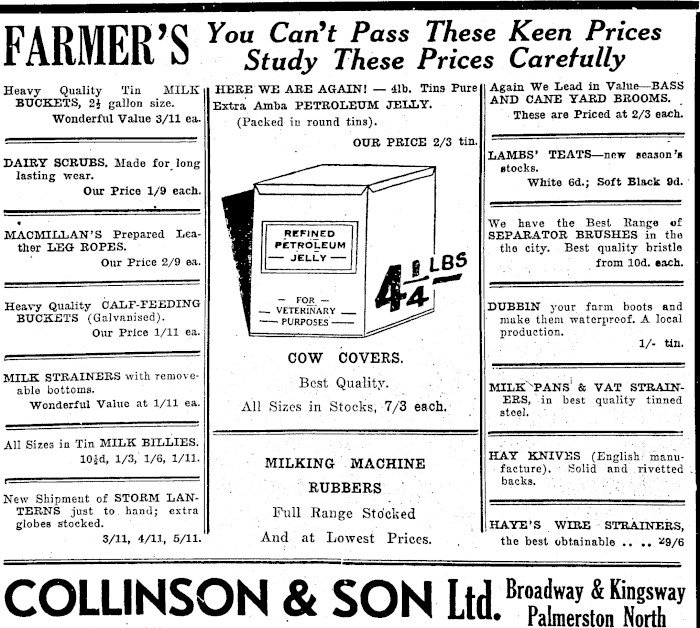 FARMER'S
You Can't Pass These Keen Prices
Study These Prices Carefully
Heavy Quality Tin MILK
BUCKETS, 2½ gallon size.
Wonderful Value 3/11 ea.
DAIRY SCRUBS. Made for long
lasting wear.
Our Price 1/9 each.
MACMILLAN'S Prepared Lea-
ther LEG ROPES.
Our Price 2/9 ea.
Heavy Quality CALF-FEEDING
BUCKETS (Galvanised).
Our Price 1/11 ea.
MILK STRAINERS with remove-
able bottoms.
Wonderful Value at 1/11 ea.
All Sizes in Tin MILK BILLIES.
10½d, 1/3, 1/6, 1/11.
New Shipment of STORM LAN-
TERNS just to hand; extra
globes stocked.
3/11, 4/11, 5/11.
HERE WE ARE AGAIN! — 4lb. Tins Pure
Extra Amba PETROLEUM JELLY.
(Packed in round tins).
OUR PRICE 2/3 tin.
REFINED
PETROLEUM
— JELLY —
— FOR —
— VETERINARY —
— PURPOSES —
4 1/4 LBS
COW COVERS.
Best Quality.
All Sizes in Stocks, 7/3 each.
MILKING MACHINE
RUBBERS
Full Range Stocked
And at Lowest Prices.
Again We Lead in Value—BASS
AND CANE YARD BROOMS.
These are Priced at 2/3 each.
LAMBS' TEATS—new season's
stocks.
White 6d.; Soft Black 9d.
We have the Best Range of
SEPARATOR BRUSHES in the
the city. Best quality bristle
from 10d. each.
DUBBIN your farm boots and
make them waterproof. A local
production.
1/- tin.
MILK PANS & VAT STRAIN-
ERS, in best quality tinned
steel.
HAY KNIVES (English manu-
facture). Solid and rivetted
backs.
HAYE'S WIRE STRAINERS,
the best obtainable .. .. 29/6
COLLINSON & SON Ltd.
Broadway & Kingsway
Palmerston North